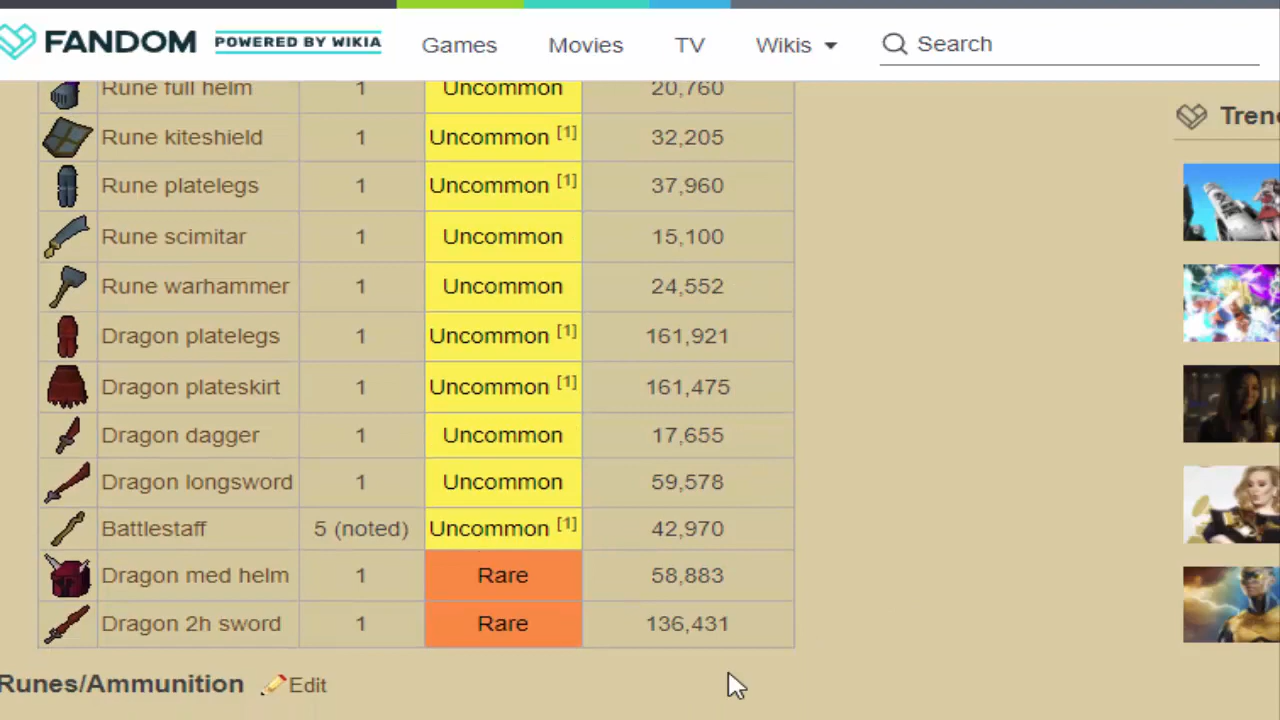 FANDOM POWERED BY WIKIA Games Movies TV Wikis Search
Rune full helm 1 Uncommon 20,760
Rune kiteshield 1 Uncommon [1] 32,205
Rune platelegs 1 Uncommon [1] 37,960
Rune scimitar 1 Uncommon 15,100
Rune warhammer 1 Uncommon 24,552
Dragon platelegs 1 Uncommon [1] 161,921
Dragon plateskirt 1 Uncommon [1] 161,475
Dragon dagger 1 Uncommon 17,655
Dragon longsword 1 Uncommon 59,578
Battlestaff 5 (noted) Uncommon [1] 42,970
Dragon med helm 1 Rare 58,883
Dragon 2h sword 1 Rare 136,431
Runes/Ammunition Edit
Tren